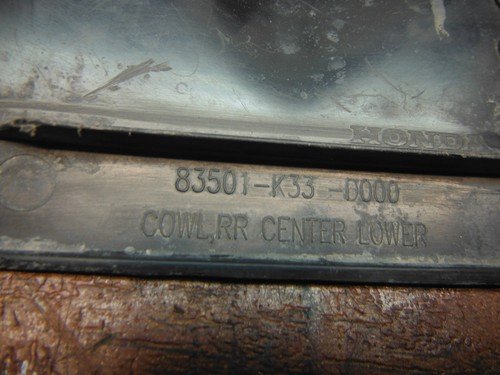 HONDA
83501-K33-D000
COWL,RR CENTER LOWER